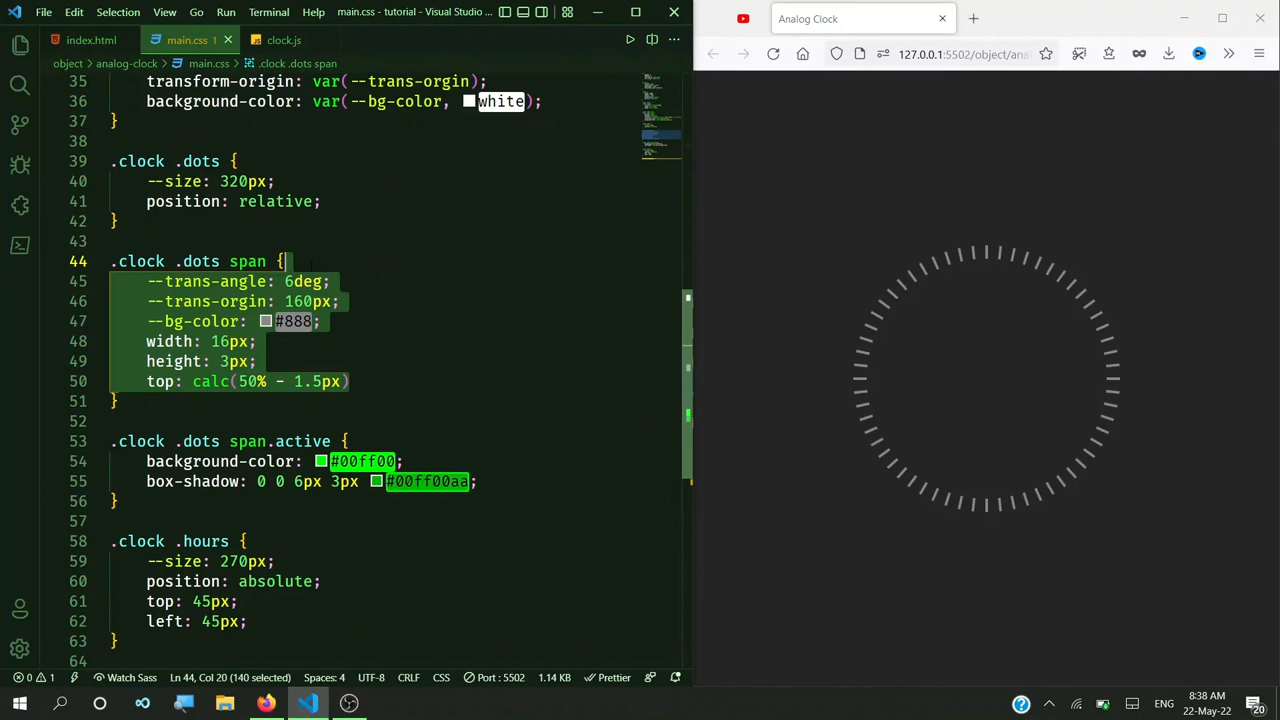 File Edit Selection View Go Run Terminal Help main.css - tutorial - Visual Studio ...
Analog Clock
index.html main.css 1 clock.js
127.0.0.1:5502/object/anal
object > analog-clock > main.css > .clock .dots span
35 transform-origin: var(--trans-orgin);
36 background-color: var(--bg-color, white);
37 }
38
39 .clock .dots {
40 --size: 320px;
41 position: relative;
42 }
43
44 .clock .dots span {
45 --trans-angle: 6deg;
46 --trans-orgin: 160px;
47 --bg-color: #888;
48 width: 16px;
49 height: 3px;
50 top: calc(50% - 1.5px)
51 }
52
53 .clock .dots span.active {
54 background-color: #00ff00;
55 box-shadow: 0 0 6px 3px #00ff00aa;
56 }
57
58 .clock .hours {
59 --size: 270px;
60 position: absolute;
61 top: 45px;
62 left: 45px;
63 }
64
0 1 Watch Sass Ln 44, Col 20 (140 selected) Spaces: 4 UTF-8 CRLF CSS Port : 5502 1.14 KB Prettier
ENG 8:38 AM
22-May-22 20